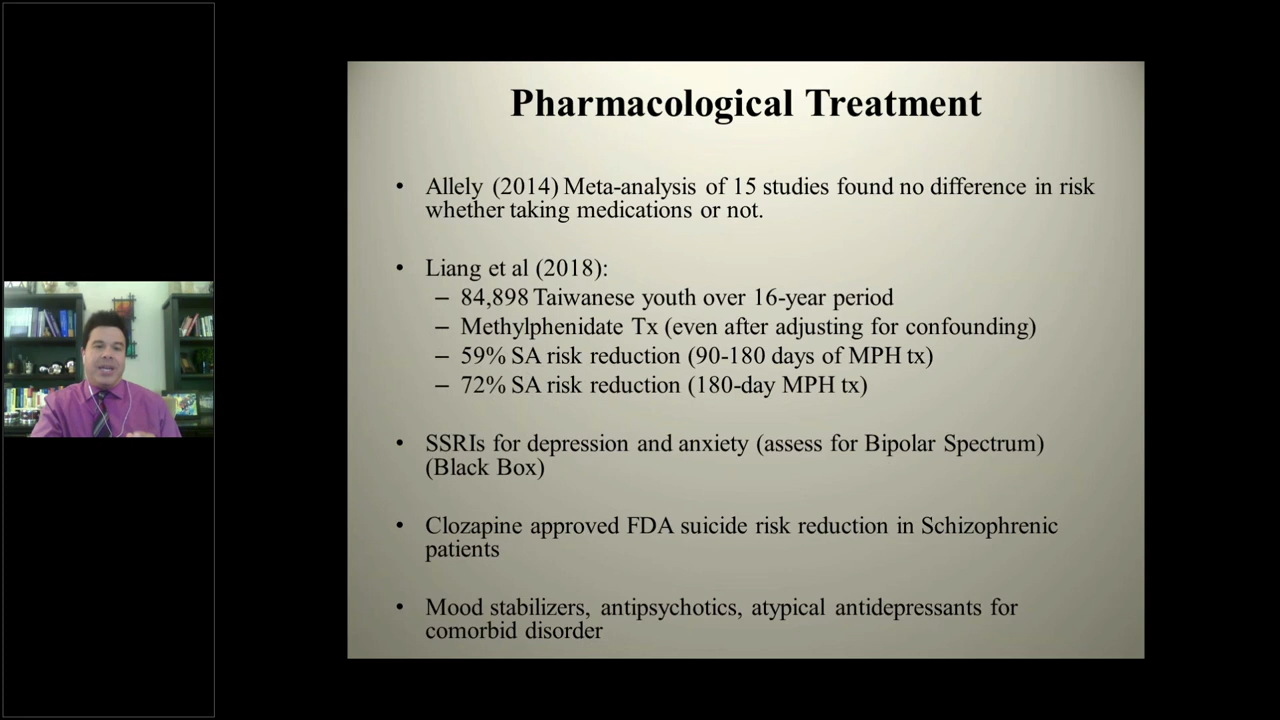 Pharmacological Treatment
• Allely (2014) Meta-analysis of 15 studies found no difference in risk
whether taking medications or not.
• Liang et al (2018):
– 84,898 Taiwanese youth over 16-year period
– Methylphenidate Tx (even after adjusting for confounding)
– 59% SA risk reduction (90-180 days of MPH tx)
– 72% SA risk reduction (180-day MPH tx)
• SSRIs for depression and anxiety (assess for Bipolar Spectrum)
(Black Box)
• Clozapine approved FDA suicide risk reduction in Schizophrenic
patients
• Mood stabilizers, antipsychotics, atypical antidepressants for
comorbid disorder